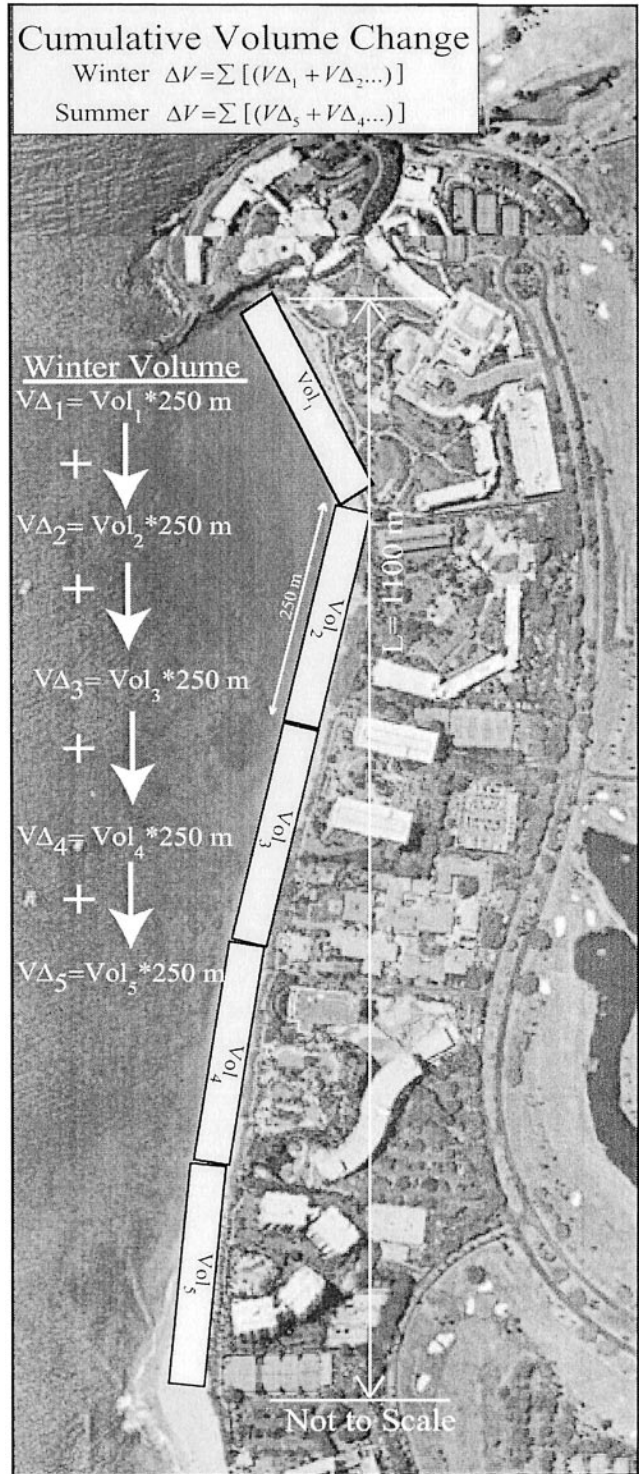 Cumulative Volume Change
Winter ΔV=∑ [(VΔ₁ + VΔ₂...)]
Summer ΔV=∑ [(VΔ₅ + VΔ₄...)]
Winter Volume
VΔ₁= Vol₁*250 m
+
VΔ₂= Vol₂*250 m
+
VΔ₃= Vol₃*250 m
+
VΔ₄= Vol₄*250 m
+
VΔ₅=Vol₅*250 m
Vol₁
250 m
Vol₂
L= 1100 m
Vol₃
Vol₄
Vol₅
Not to Scale